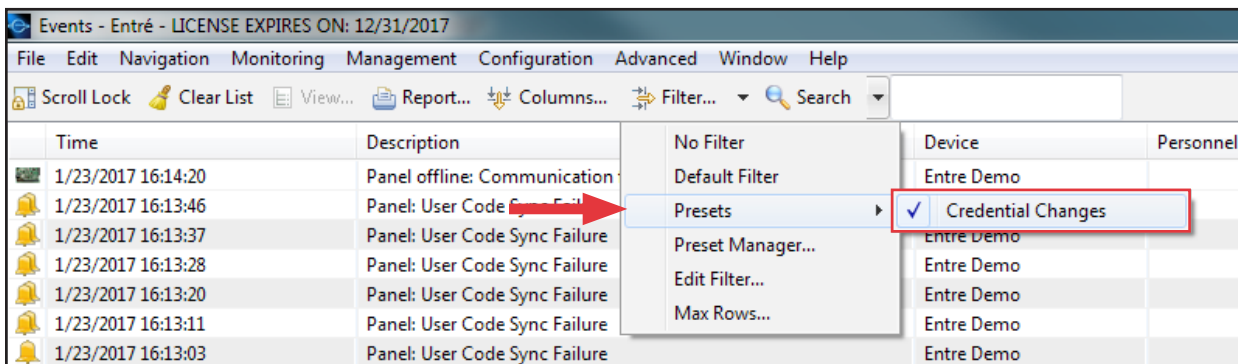 Events - Entré - LICENSE EXPIRES ON: 12/31/2017
File Edit Navigation Monitoring Management Configuration Advanced Window Help
Scroll Lock Clear List View... Report... Columns... Filter... Search
Time Description Device Personnel
No Filter
Default Filter
Presets Credential Changes
Preset Manager...
Edit Filter...
Max Rows...
1/23/2017 16:14:20 Panel offline: Communication Entre Demo
1/23/2017 16:13:46 Panel: User Code
1/23/2017 16:13:37 Panel: User Code Sync Failure Entre Demo
1/23/2017 16:13:28 Panel: User Code Sync Failure Entre Demo
1/23/2017 16:13:20 Panel: User Code Sync Failure Entre Demo
1/23/2017 16:13:11 Panel: User Code Sync Failure Entre Demo
1/23/2017 16:13:03 Panel: User Code Sync Failure Entre Demo